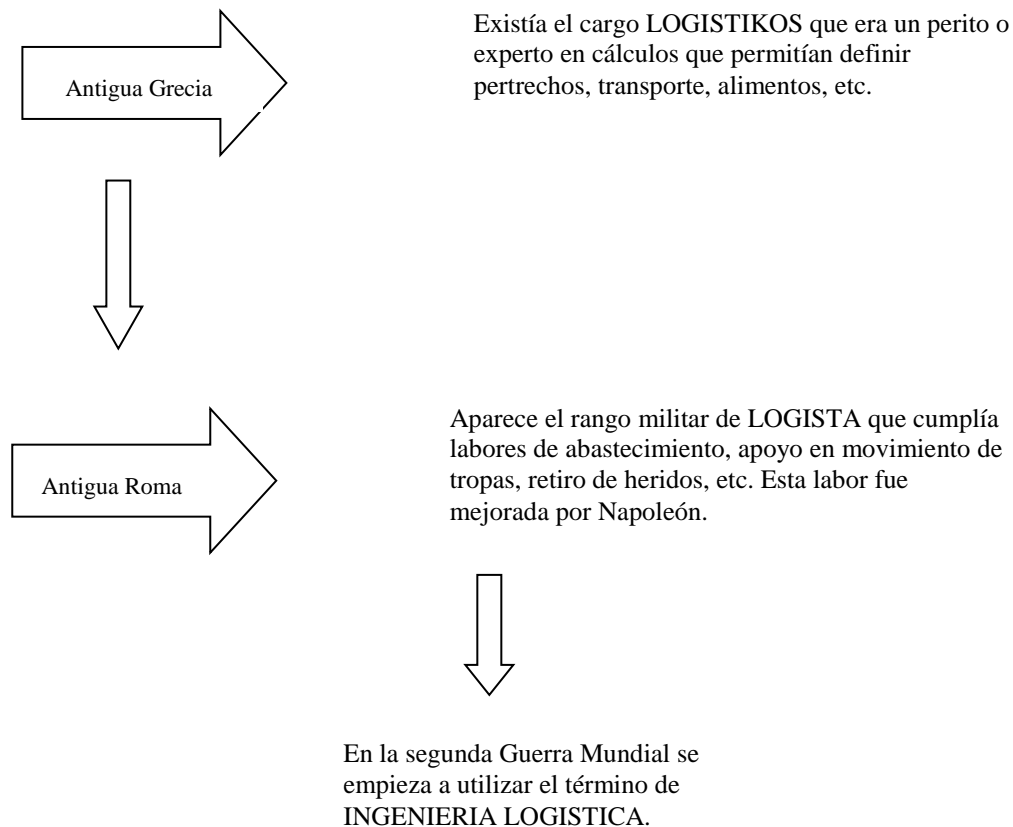 Existía el cargo LOGISTIKOS que era un perito o
experto en cálculos que permitían definir
pertrechos, transporte, alimentos, etc.
Antigua Grecia
Aparece el rango militar de LOGISTA que cumplía
labores de abastecimiento, apoyo en movimiento de
tropas, retiro de heridos, etc. Esta labor fue
mejorada por Napoleón.
Antigua Roma
En la segunda Guerra Mundial se
empieza a utilizar el término de
INGENIERIA LOGISTICA.